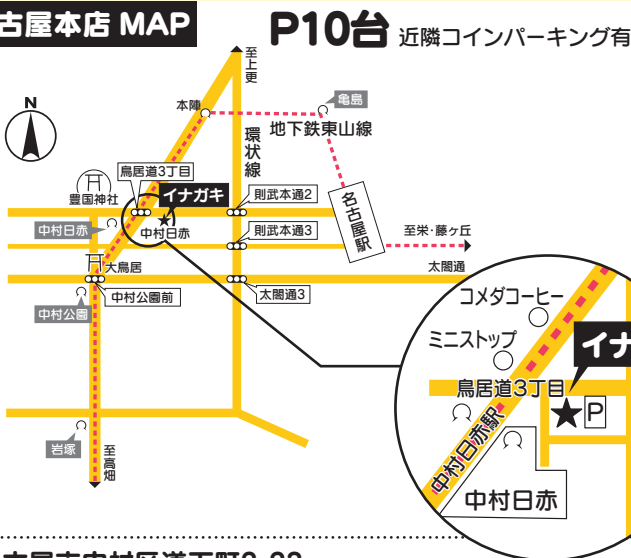 古屋本店 MAP
P10台 近隣コインパーキング有
至上更
N
本陣
亀島
地下鉄東山線
環状線
鳥居道3丁目
豊国神社
イナガキ
則武本通2
名古屋駅
中村日赤
中村日赤
則武本通3
至栄・藤ヶ丘
大鳥居
太閤通
中村公園前
太閤通3
中村公園
コメダコーヒー
ミニストップ
イナ
鳥居道3丁目
P
中村日赤駅
中村日赤
岩塚
至高畑